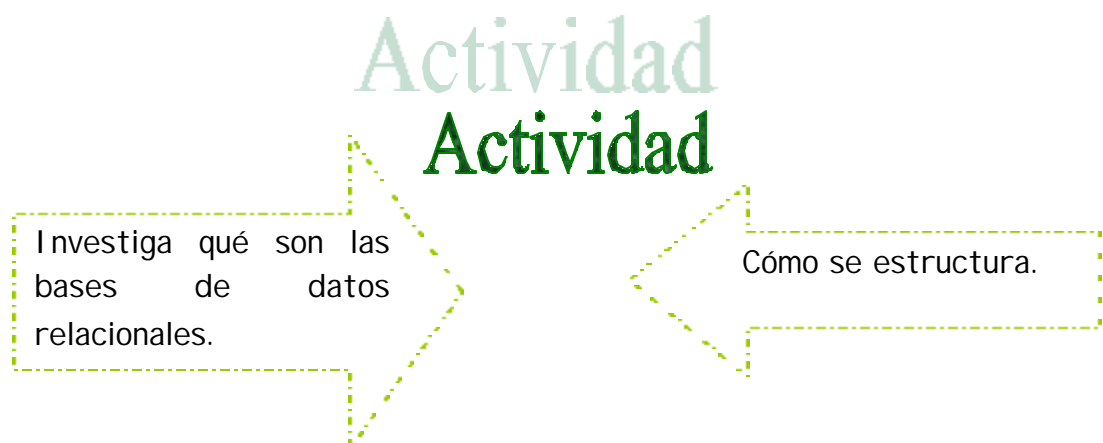 Actividad
Actividad
Investiga qué son las
bases de datos
relacionales.
Cómo se estructura.